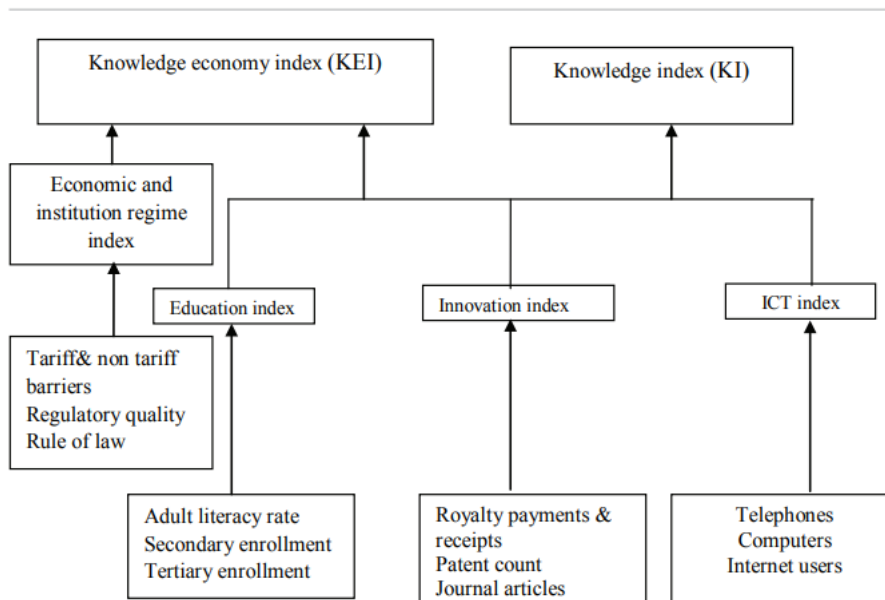 Knowledge economy index (KEI)
Knowledge index (KI)
Economic and
institution regime
index
Education index
Innovation index
ICT index
Tariff& non tariff
barriers
Regulatory quality
Rule of law
Adult literacy rate
Secondary enrollment
Tertiary enrollment
Royalty payments &
receipts
Patent count
Journal articles
Telephones
Computers
Internet users